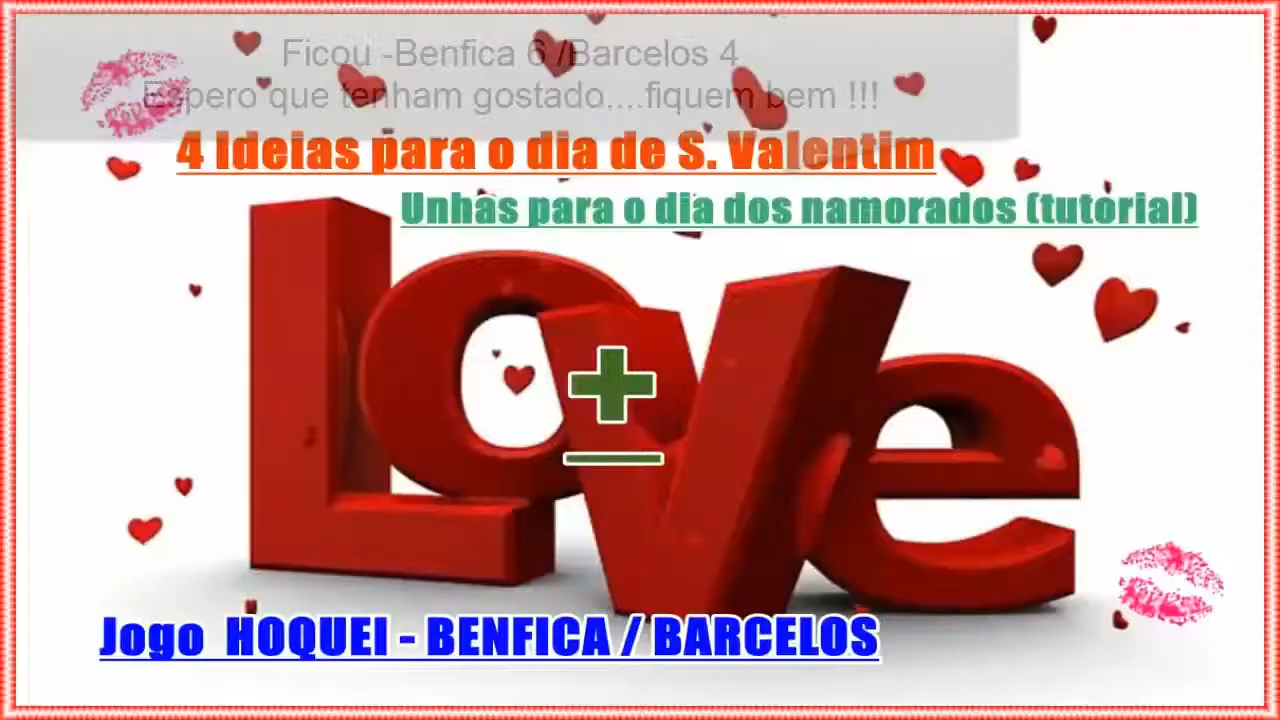 Ficou -Benfica 6 /Barcelos 4
Espero que tenham gostado....fiquem bem !!!
4 Ideias para o dia de S. Valentim
Unhas para o dia dos namorados (tutorial)
Love
+
Jogo HOQUEI - BENFICA / BARCELOS